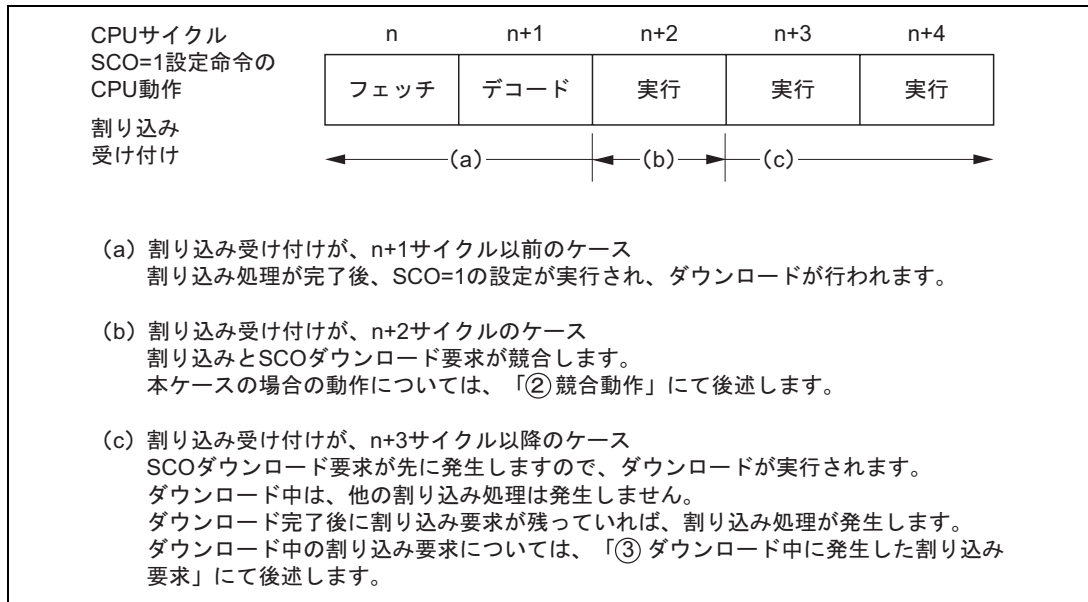 CPUサイクル n n+1 n+2 n+3 n+4
SCO=1設定命令の
CPU動作 フェッチ デコード 実行 実行 実行
割り込み
受け付け (a) (b) (c)
(a)割り込み受け付けが、n+1サイクル以前のケース
割り込み処理が完了後、SCO=1の設定が実行され、ダウンロードが行われます。
(b)割り込み受け付けが、n+2サイクルのケース
割り込みとSCOダウンロード要求が競合します。
本ケースの場合の動作については、「②競合動作」にて後述します。
(c)割り込み受け付けが、n+3サイクル以降のケース
SCOダウンロード要求が先に発生しますので、ダウンロードが実行されます。
ダウンロード中は、他の割り込み処理は発生しません。
ダウンロード完了後に割り込み要求が残っていれば、割り込み処理が発生します。
ダウンロード中の割り込み要求については、「③ダウンロード中に発生した割り込み
要求」にて後述します。